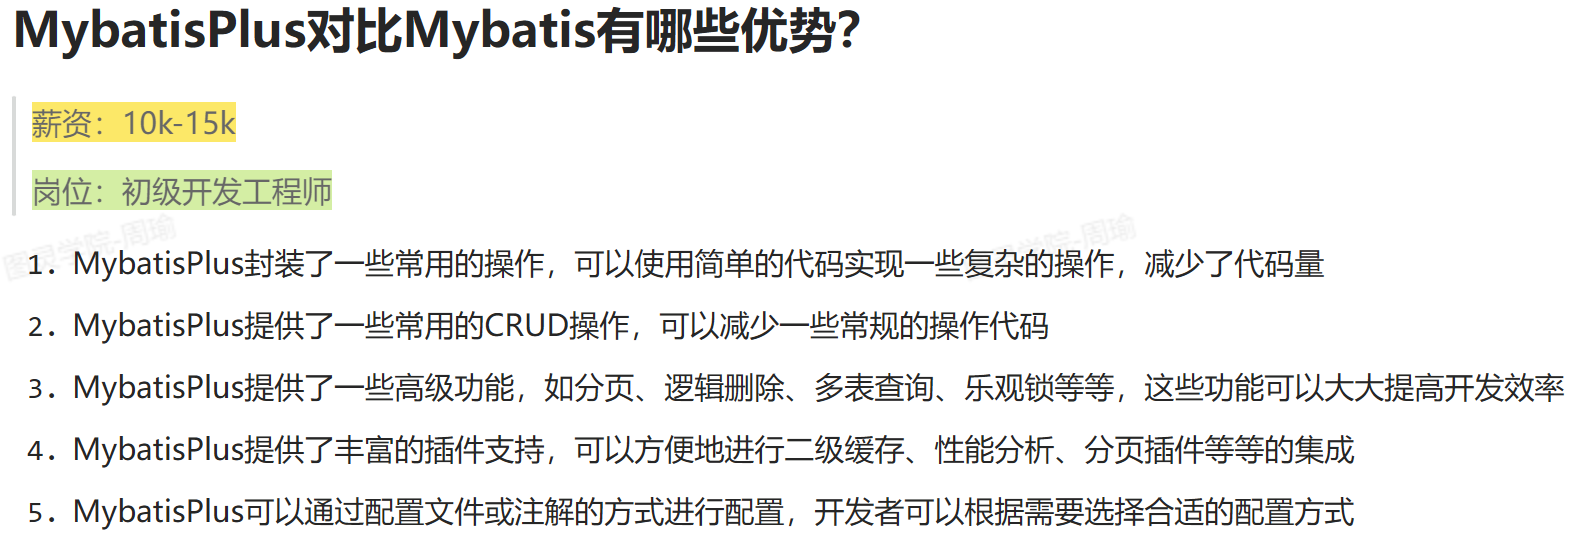 MybatisPlus对比Mybatis有哪些优势？
薪资：10k-15k
岗位：初级开发工程师
图灵学院-周瑜
图灵学院-周瑜
1. MybatisPlus封装了一些常用的操作，可以使用简单的代码实现一些复杂的操作，减少了代码量
2. MybatisPlus提供了一些常用的CRUD操作，可以减少一些常规的操作代码
3. MybatisPlus提供了一些高级功能，如分页、逻辑删除、多表查询、乐观锁等等，这些功能可以大大提高开发效率
4. MybatisPlus提供了丰富的插件支持，可以方便地进行二级缓存、性能分析、分页插件等等的集成
5. MybatisPlus可以通过配置文件或注解的方式进行配置，开发者可以根据需要选择合适的配置方式